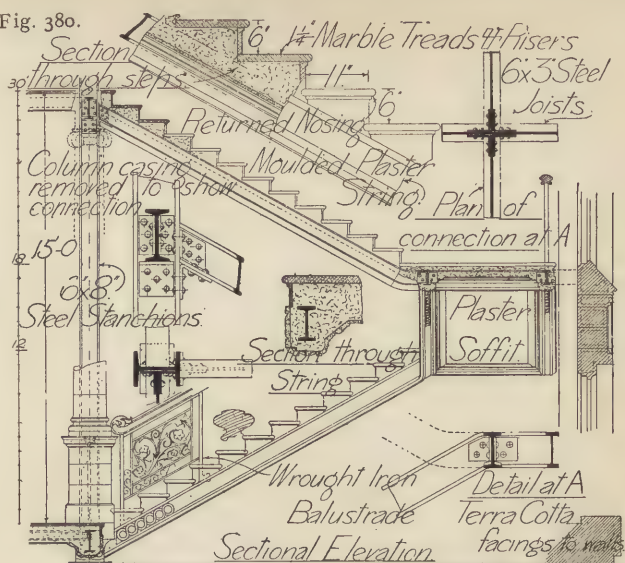 Fig. 380.
Section
through steps
6"
1¼" Marble Treads & Risers
11"
6"
6"x3" Steel
Joists.
30
Returned Nosing
Moulded Plaster
String.
Column casing
removed to show
connection
Plan of
connection at A
15-0
18
6"x8"
Steel Stanchions.
12
Plaster
Soffit.
Section through
String
Wrought Iron
Balustrade
Detail at A
Terra Cotta
facings to walls.
Sectional Elevation